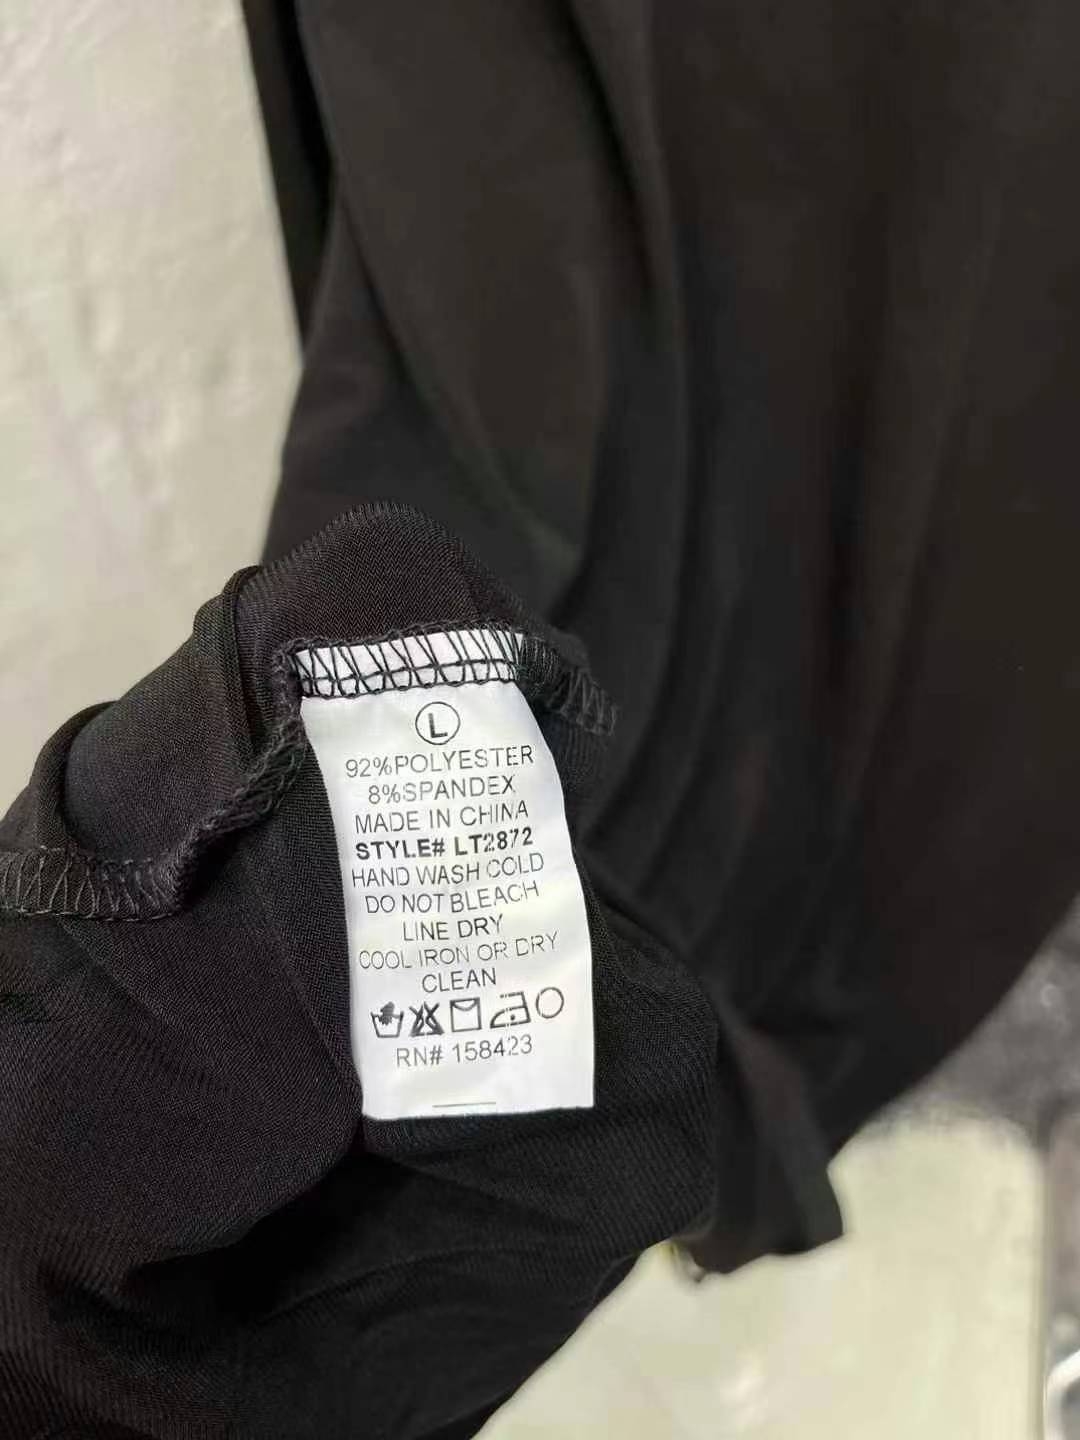 L
92%POLYESTER
8%SPANDEX
MADE IN CHINA
STYLE# LT2872
HAND WASH COLD
DO NOT BLEACH
LINE DRY
COOL IRON OR DRY
CLEAN
RN# 158423